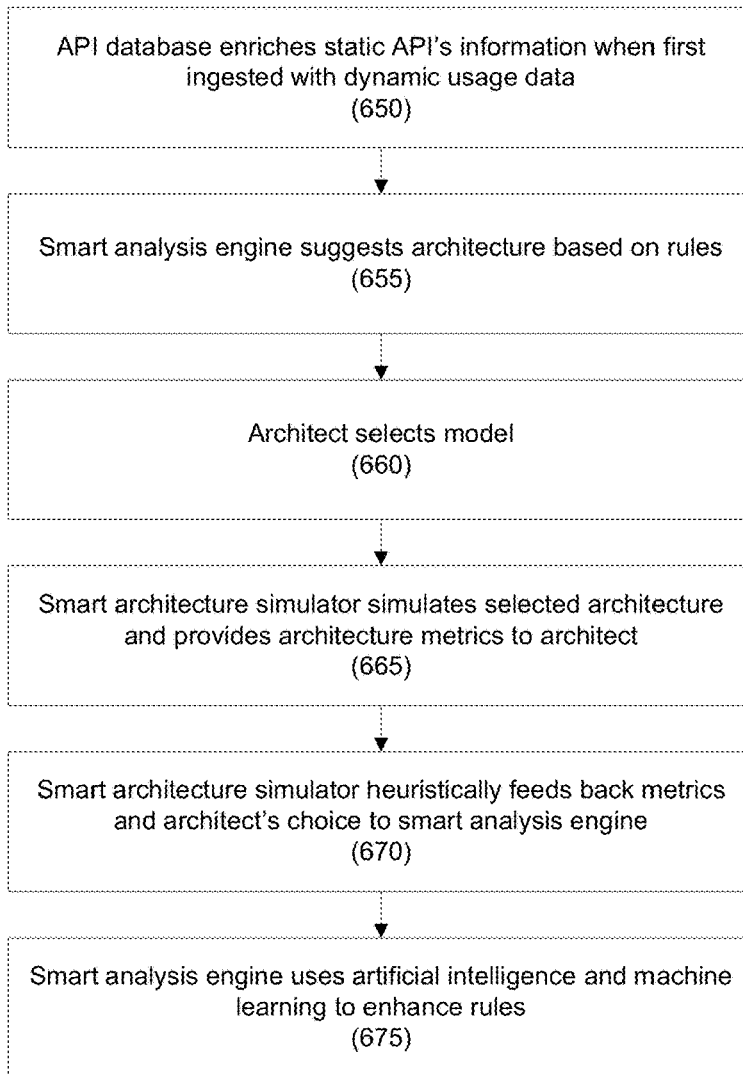 API database enriches static API's information when first
ingested with dynamic usage data
(650)
Smart analysis engine suggests architecture based on rules
(655)
Architect selects model
(660)
Smart architecture simulator simulates selected architecture
and provides architecture metrics to architect
(665)
Smart architecture simulator heuristically feeds back metrics
and architect's choice to smart analysis engine
(670)
Smart analysis engine uses artificial intelligence and machine
learning to enhance rules
(675)